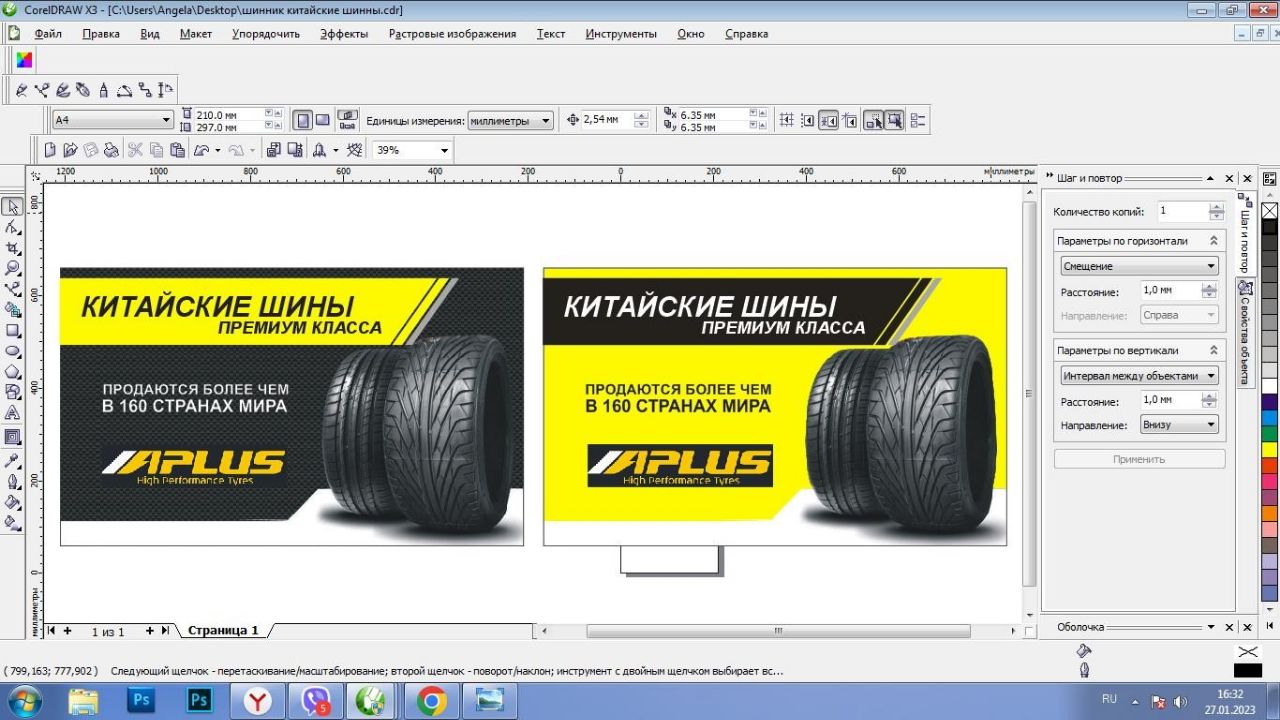 CorelDRAW X3 - [C:\Users\Angela\Desktop\шинник китайские шинны.cdr]
Файл Правка Вид Макет Упорядочить Эффекты Растровые изображения Текст Инструменты Окно Справка
A4 210.0 мм 297.0 мм Единицы измерения: миллиметры 2,54 мм 6.35 мм 6.35 мм
39%
1200 1000 800 600 400 200 0 200 400 600 миллиметры
800
600
400
200
0
миллиметры
КИТАЙСКИЕ ШИНЫ
ПРЕМИУМ КЛАССА
ПРОДАЮТСЯ БОЛЕЕ ЧЕМ
В 160 СТРАНАХ МИРА
APLUS
High Performance Tyres
КИТАЙСКИЕ ШИНЫ
ПРЕМИУМ КЛАССА
ПРОДАЮТСЯ БОЛЕЕ ЧЕМ
В 160 СТРАНАХ МИРА
APLUS
High Performance Tyres
Шаг и повтор
Количество копий: 1
Параметры по горизонтали
Смещение
Расстояние: 1,0 мм
Направление: Справа
Параметры по вертикали
Интервал между объектами
Расстояние: 1,0 мм
Направление: Внизу
Применить
Шаг и повтор
Свойства объекта
Оболочка
1 из 1 Страница 1
( 799,163; 777,902 ) Следующий щелчок - перетаскивание/масштабирование; второй щелчок - поворот/наклон; инструмент с двойным щелчком выбирает вс...
Ps Ps 5 RU 16:32
27.01.2023